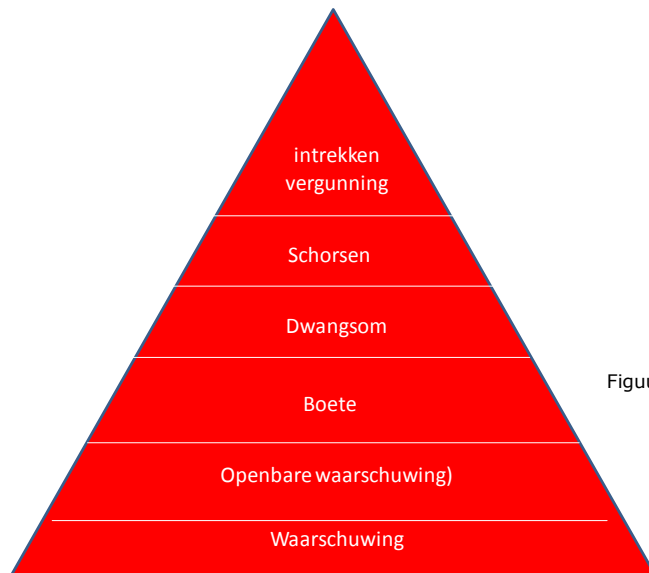 intrekken
vergunning
Schorsen
Dwangsom
Boete
Openbare waarschuwing)
Waarschuwing